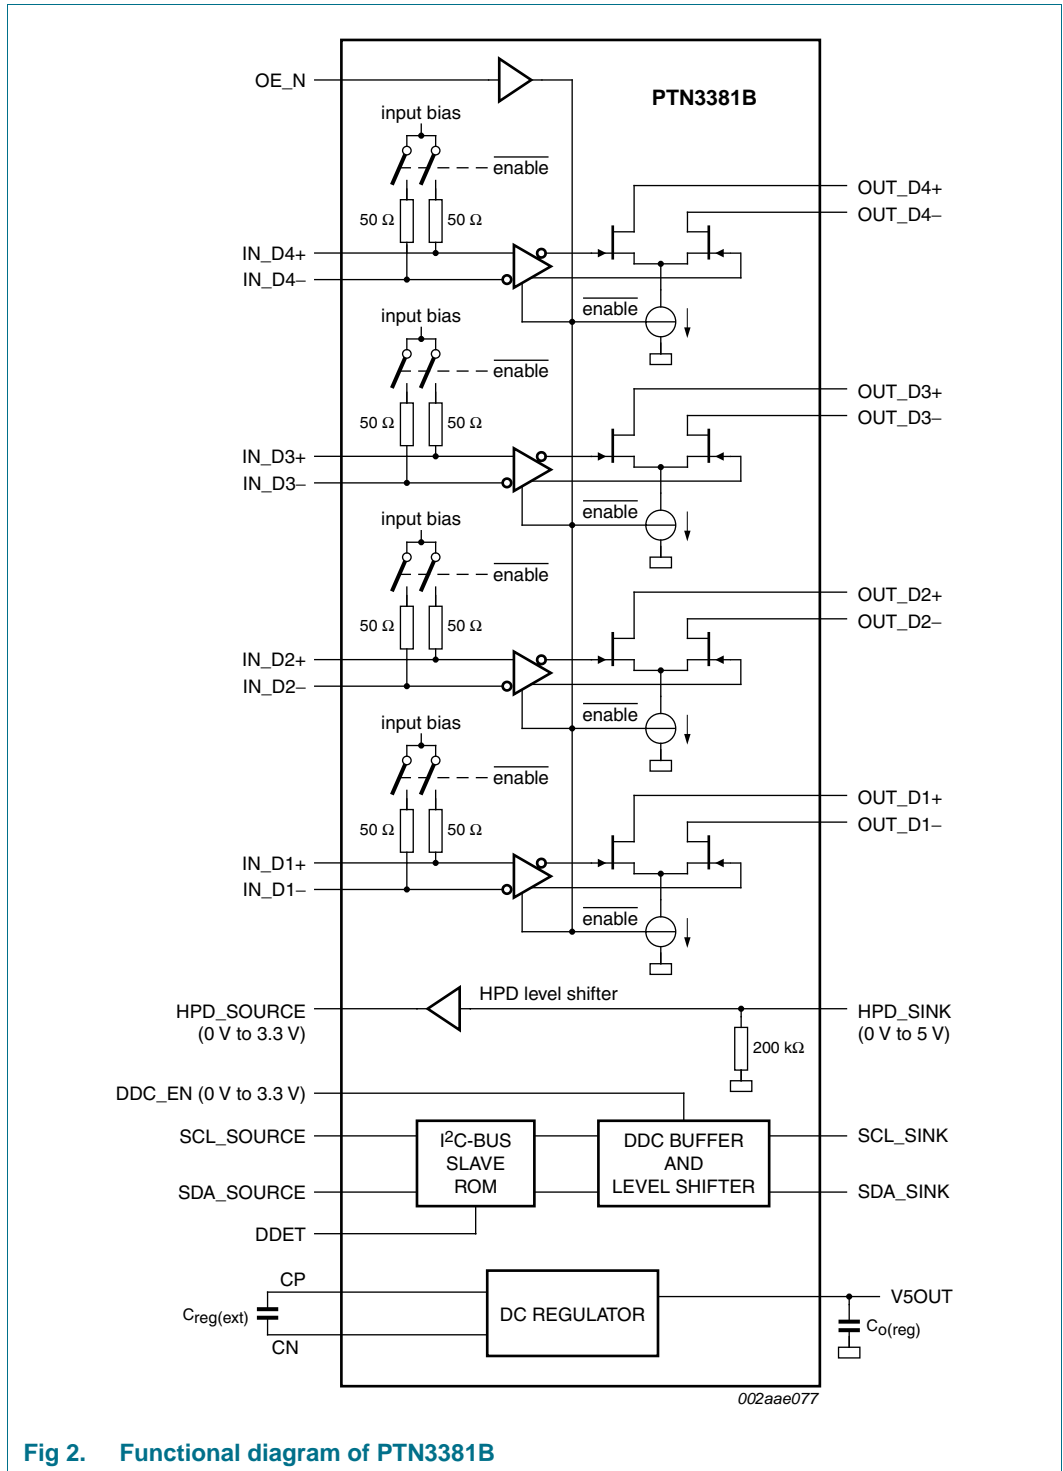 OE_N
PTN3381B
input bias
enable
50 Ω 50 Ω
OUT_D4+
OUT_D4−
IN_D4+
IN_D4−
enable
input bias
enable
50 Ω 50 Ω
OUT_D3+
OUT_D3−
IN_D3+
IN_D3−
enable
input bias
enable
50 Ω 50 Ω
OUT_D2+
OUT_D2−
IN_D2+
IN_D2−
enable
input bias
enable
50 Ω 50 Ω
OUT_D1+
OUT_D1−
IN_D1+
IN_D1−
enable
HPD level shifter
HPD_SOURCE
(0 V to 3.3 V)
HPD_SINK
(0 V to 5 V)
200 kΩ
DDC_EN (0 V to 3.3 V)
SCL_SOURCE
I²C-BUS
SLAVE
ROM
DDC BUFFER
AND
LEVEL SHIFTER
SCL_SINK
SDA_SOURCE
SDA_SINK
DDET
CP
Creg(ext)
CN
DC REGULATOR
V5OUT
Co(reg)
002aae077
Fig 2. Functional diagram of PTN3381B